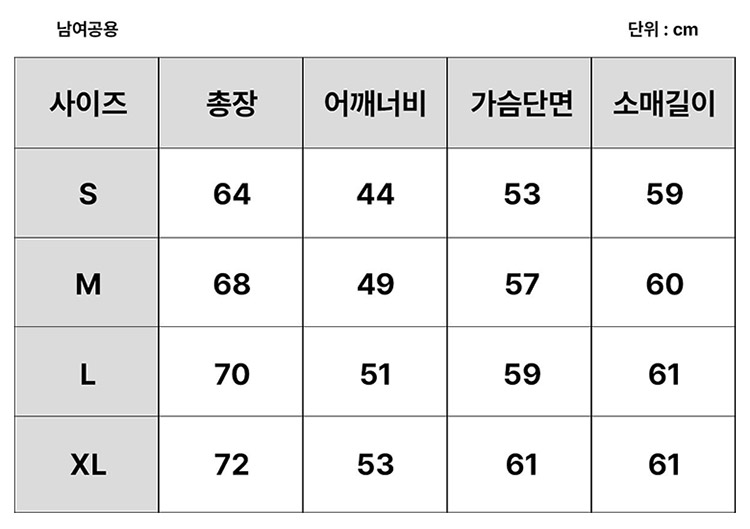 남여공용 단위 : cm
사이즈 총장 어깨너비 가슴단면 소매길이
S 64 44 53 59
M 68 49 57 60
L 70 51 59 61
XL 72 53 61 61